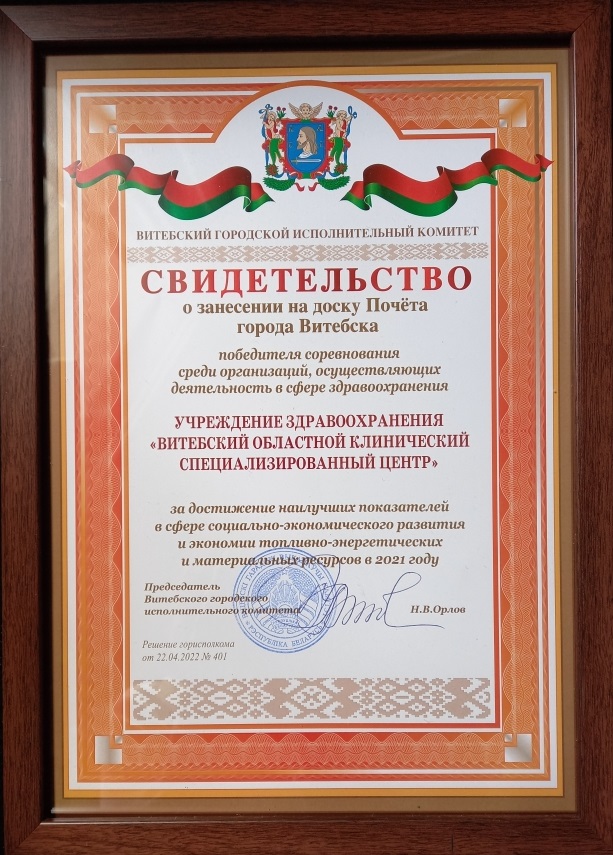 ВИТЕБСКИЙ ГОРОДСКОЙ ИСПОЛНИТЕЛЬНЫЙ КОМИТЕТ
СВИДЕТЕЛЬСТВО
о занесении на доску Почёта
города Витебска
победителя соревнования
среди организаций, осуществляющих
деятельность в сфере здравоохранения
УЧРЕЖДЕНИЕ ЗДРАВООХРАНЕНИЯ
«ВИТЕБСКИЙ ОБЛАСТНОЙ КЛИНИЧЕСКИЙ
СПЕЦИАЛИЗИРОВАННЫЙ ЦЕНТР»
за достижение наилучших показателей
в сфере социально-экономического развития
и экономии топливно-энергетических
и материальных ресурсов в 2021 году
Председатель
Витебского городского
исполнительного комитета
Н.В.Орлов
РЭСПУБЛІКА БЕЛАРУСЬ
Решение горисполкома
от 22.04.2022 № 401